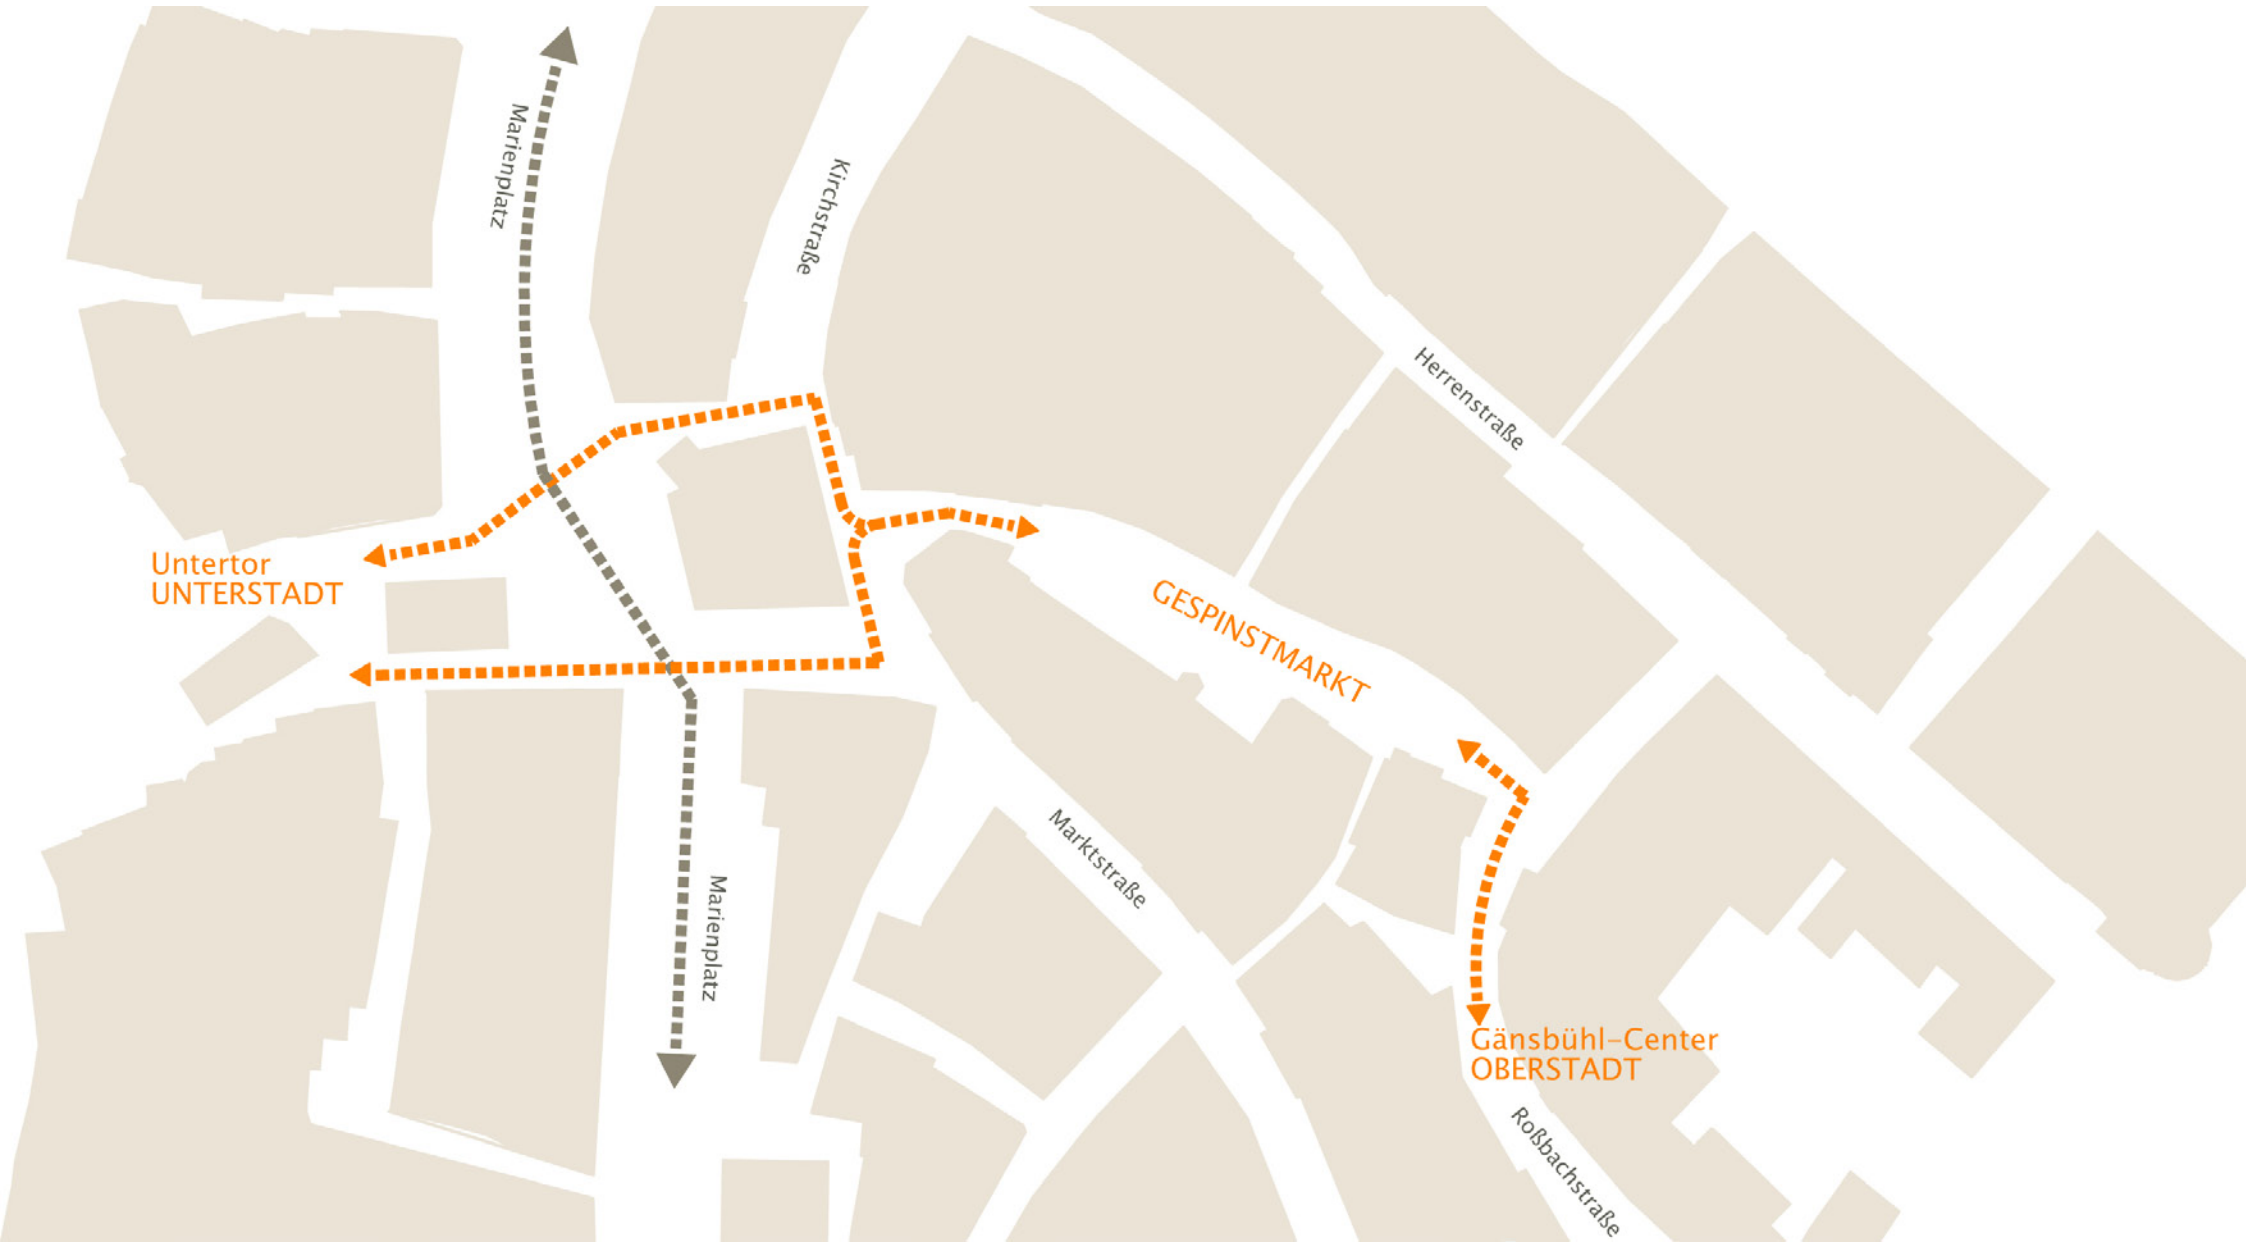 Marienplatz
Kirchstraße
Herrenstraße
Untertor
UNTERSTADT
GESPINSTMARKT
Marktstraße
Marienplatz
Gänsbühl-Center
OBERSTADT
Roßbachstraße